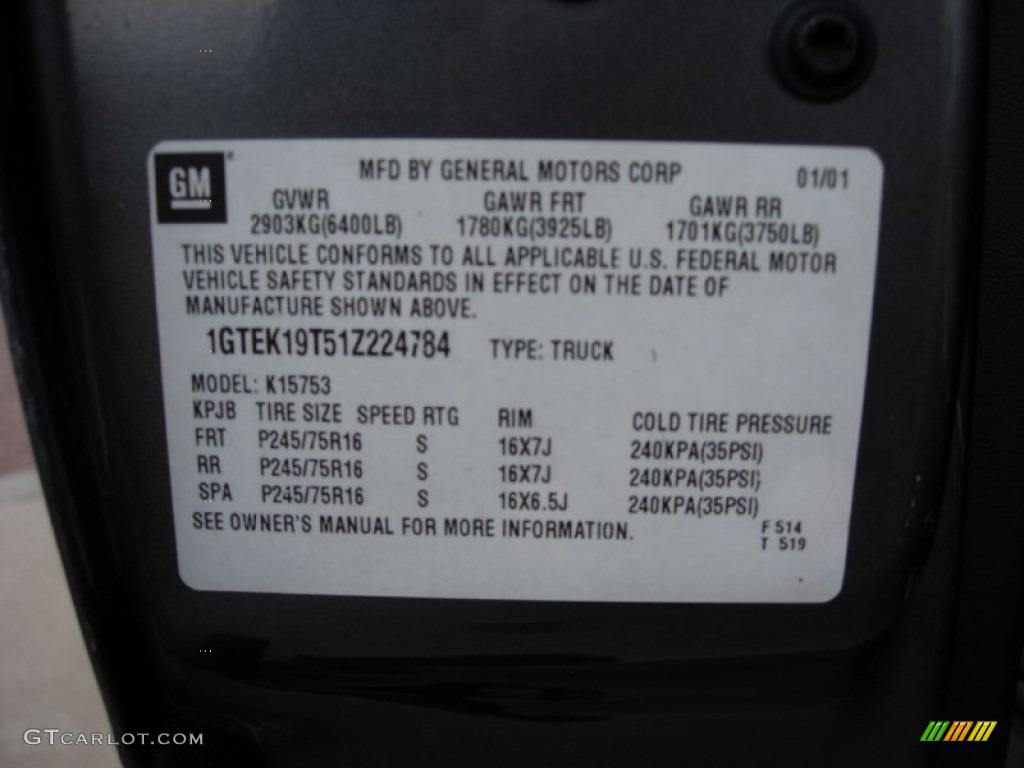 GM
MFD BY GENERAL MOTORS CORP 01/01
GVWR GAWR FRT GAWR RR
2903KG(6400LB) 1780KG(3925LB) 1701KG(3750LB)
THIS VEHICLE CONFORMS TO ALL APPLICABLE U.S. FEDERAL MOTOR
VEHICLE SAFETY STANDARDS IN EFFECT ON THE DATE OF
MANUFACTURE SHOWN ABOVE.
1GTEK19T51Z224784 TYPE: TRUCK
MODEL: K15753
KPJB TIRE SIZE SPEED RTG RIM COLD TIRE PRESSURE
FRT P245/75R16 S 16X7J 240KPA(35PSI)
RR P245/75R16 S 16X7J 240KPA(35PSI)
SPA P245/75R16 S 16X6.5J 240KPA(35PSI)
SEE OWNER'S MANUAL FOR MORE INFORMATION.
F 514
T 519
GTCARLOT.COM